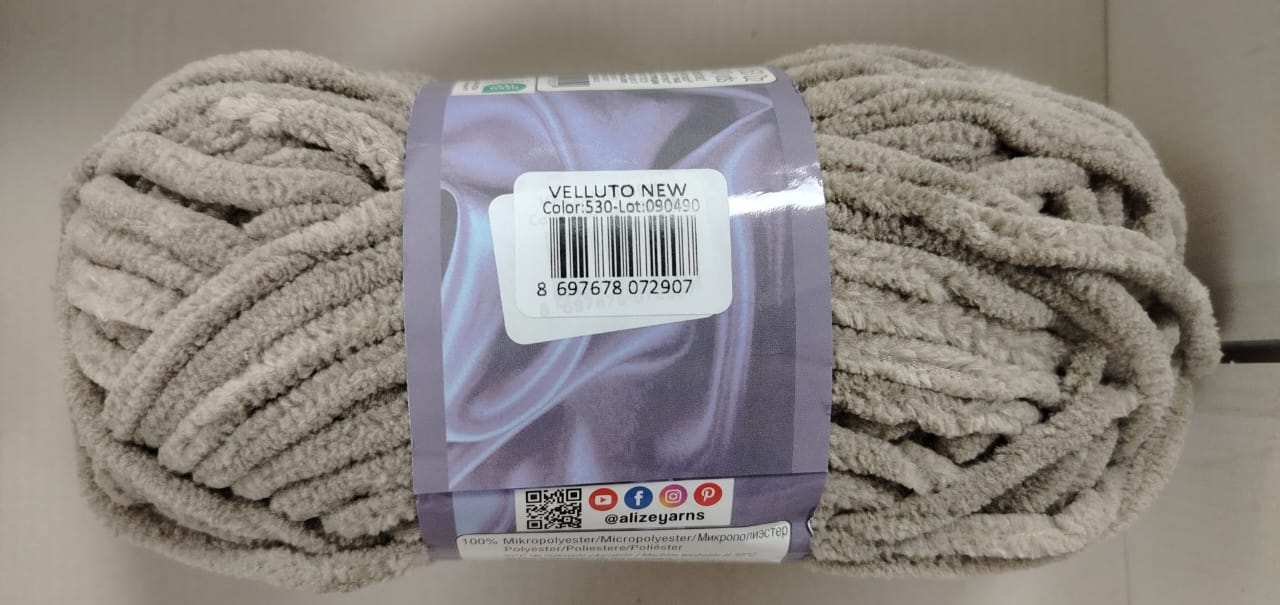 VELLUTO NEW
Color:530-Lot:090490
8 697678 072907
@alizeyarns
100% Mikropolyester/Micropolyester/Микрополиэстер
Polyester/Poliestere/Poliéster